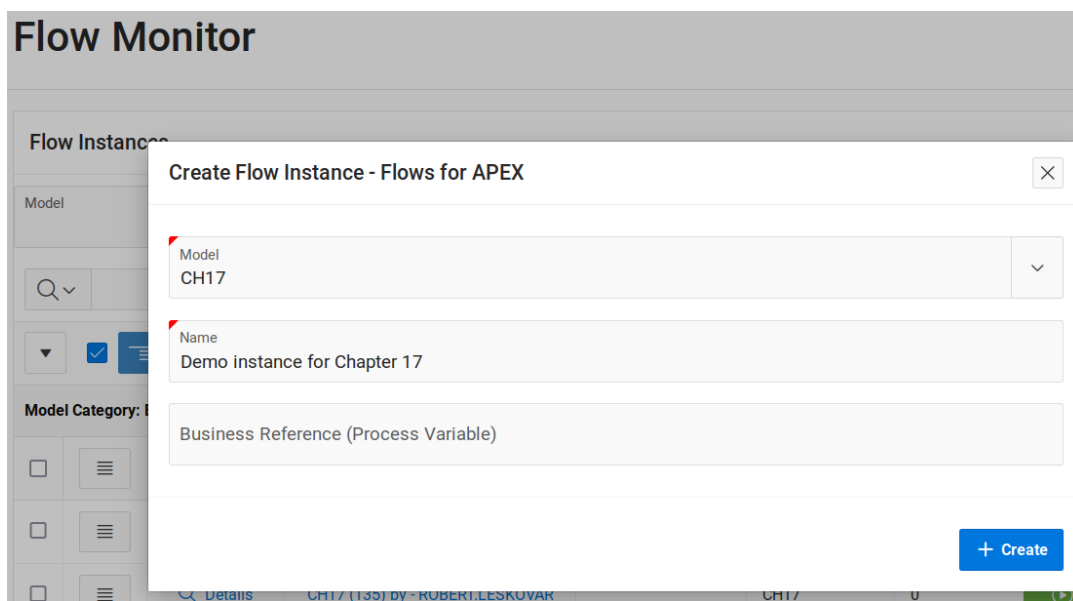 Flow Monitor
Flow Instances
Create Flow Instance - Flows for APEX
Model
Model
CH17
Name
Demo instance for Chapter 17
Model Category:
Business Reference (Process Variable)
+ Create
Details CH17 (135) by - ROBERT.LESKOVAR CH17 0